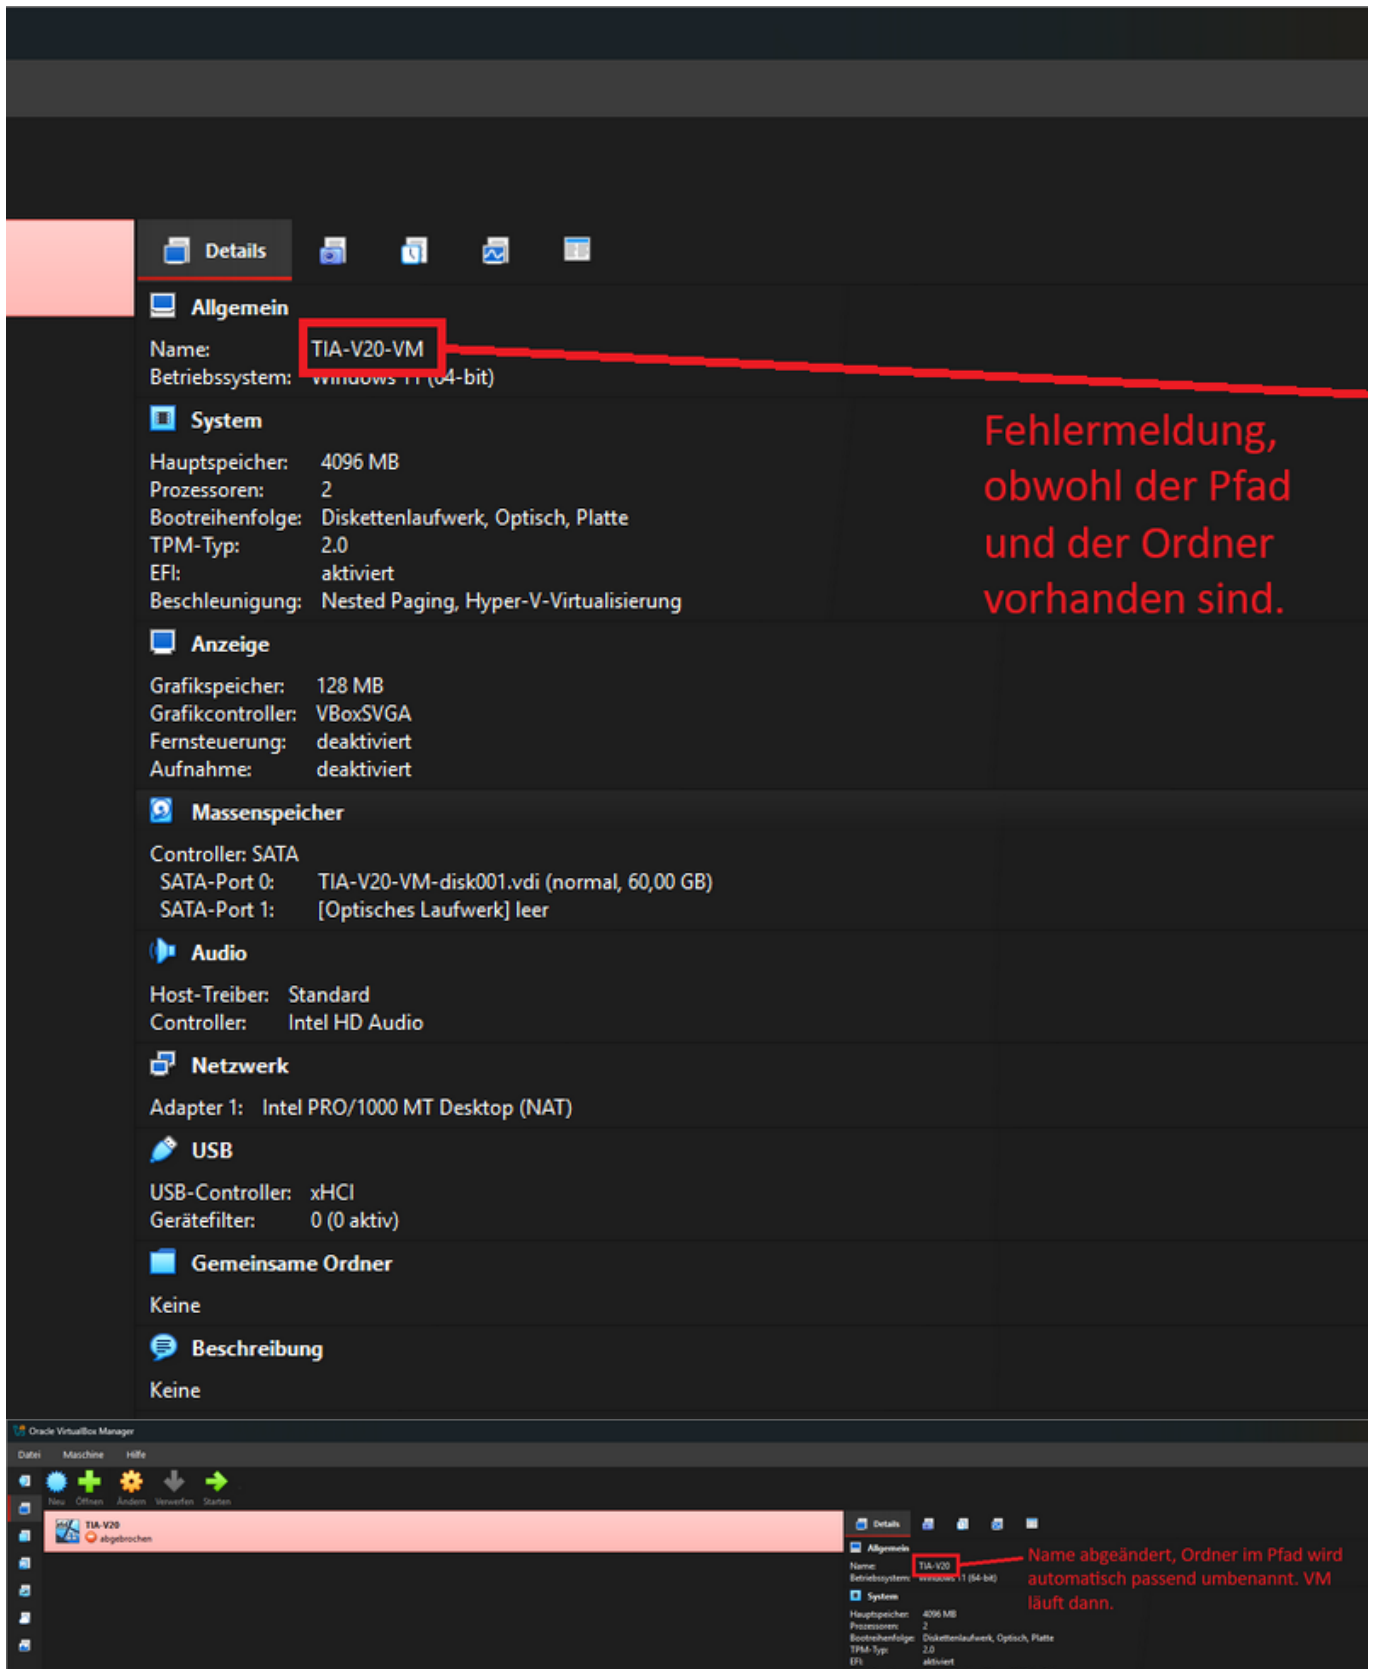 Details
Allgemein
Name: TIA-V20-VM
Betriebssystem: Windows 11 (64-bit)
Fehlermeldung,
obwohl der Pfad
und der Ordner
vorhanden sind.
System
Hauptspeicher: 4096 MB
Prozessoren: 2
Bootreihenfolge: Diskettenlaufwerk, Optisch, Platte
TPM-Typ: 2.0
EFI: aktiviert
Beschleunigung: Nested Paging, Hyper-V-Virtualisierung
Anzeige
Grafikspeicher: 128 MB
Grafikcontroller: VBoxSVGA
Fernsteuerung: deaktiviert
Aufnahme: deaktiviert
Massenspeicher
Controller: SATA
SATA-Port 0: TIA-V20-VM-disk001.vdi (normal, 60,00 GB)
SATA-Port 1: [Optisches Laufwerk] leer
Audio
Host-Treiber: Standard
Controller: Intel HD Audio
Netzwerk
Adapter 1: Intel PRO/1000 MT Desktop (NAT)
USB
USB-Controller: xHCI
Gerätefilter: 0 (0 aktiv)
Gemeinsame Ordner
Keine
Beschreibung
Keine
Oracle VirtualBox Manager
Datei Maschine Hilfe
Neu Öffnen Ändern Verwerfen Starten
TIA-V20
abgebrochen
Details
Allgemein
Name: TIA-V20
Betriebssystem: Windows 11 (64-bit)
Name abgeändert, Ordner im Pfad wird
automatisch passend umbenannt. VM
läuft dann.
System
Hauptspeicher: 4096 MB
Prozessoren: 2
Bootreihenfolge: Diskettenlaufwerk, Optisch, Platte
TPM-Typ: 2.0
EFI: aktiviert